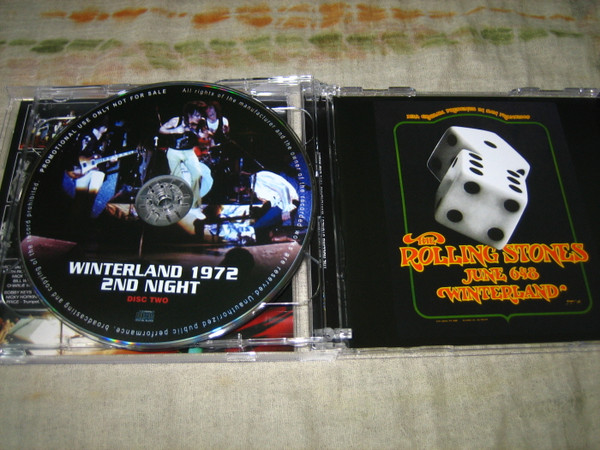 PROMOTIONAL USE ONLY NOT FOR SALE
All rights of the manufacturer and the owner of the recorded work are reserved Unauthorized public performance, broadcasting and copying of this record prohibited
WINTERLAND 1972
2ND NIGHT
DISC TWO
THE
ROLLING STONES
JUNE 6&8
WINTERLAND